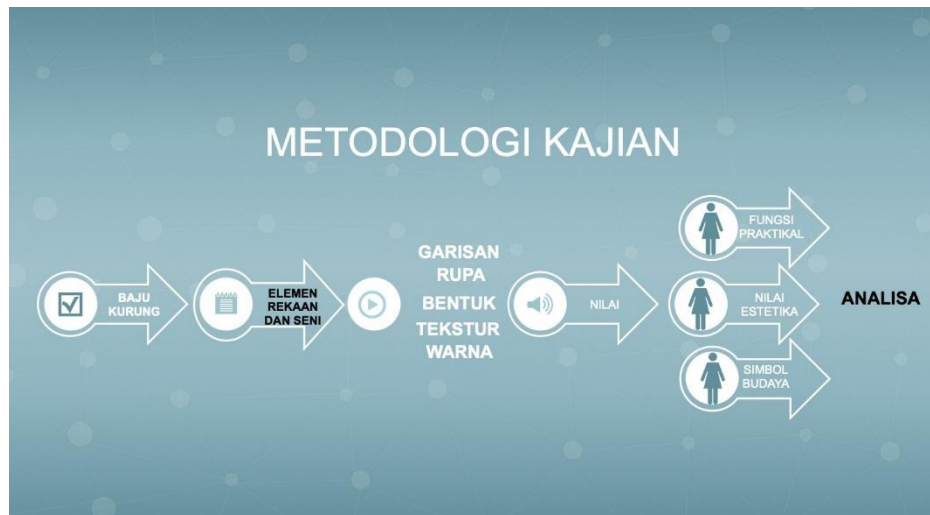 METODOLOGI KAJIAN
BAJU
KURUNG
ELEMEN
REKAAN
DAN SENI
GARISAN
RUPA
BENTUK
TEKSTUR
WARNA
NILAI
FUNGSI
PRAKTIKAL
NILAI
ESTETIKA
SIMBOL
BUDAYA
ANALISA